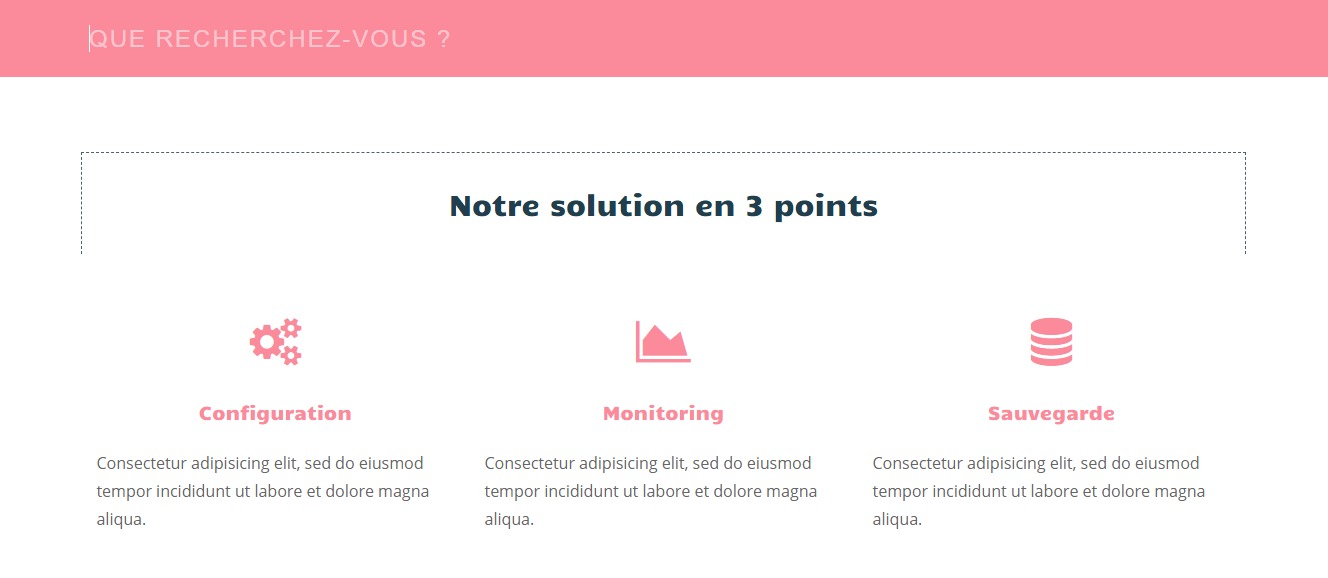 QUE RECHERCHEZ-VOUS ?
Notre solution en 3 points
Configuration
Consectetur adipisicing elit, sed do eiusmod
tempor incididunt ut labore et dolore magna
aliqua.
Monitoring
Consectetur adipisicing elit, sed do eiusmod
tempor incididunt ut labore et dolore magna
aliqua.
Sauvegarde
Consectetur adipisicing elit, sed do eiusmod
tempor incididunt ut labore et dolore magna
aliqua.